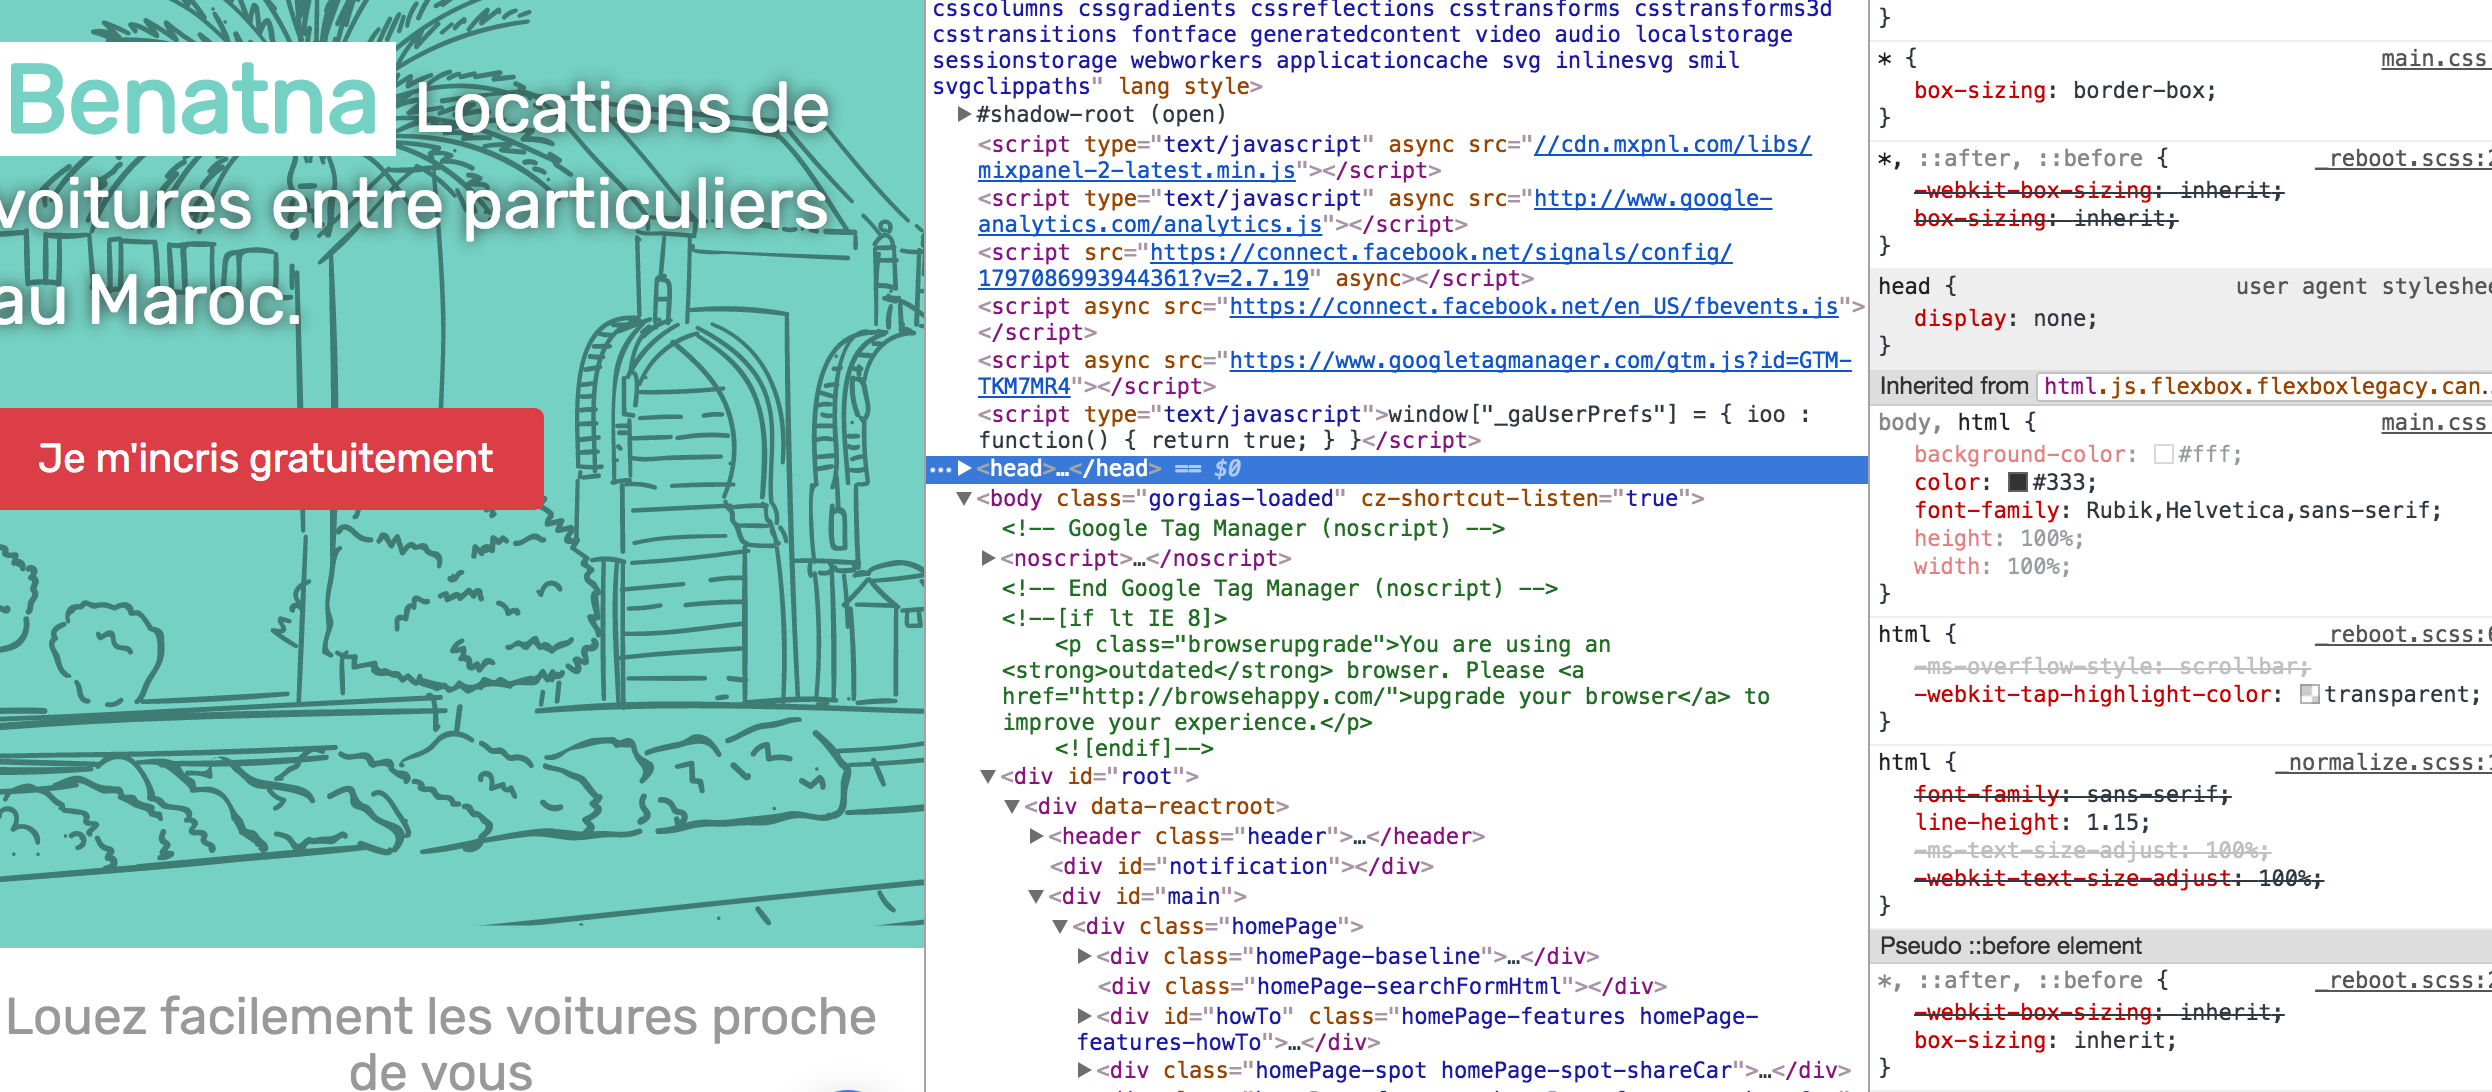 Benatna Locations de
voitures entre particuliers
au Maroc.
Je m'incris gratuitement
Louez facilement les voitures proche
de vous
csscolumns cssgradients cssreflections csstransforms csstransforms3d
csstransitions fontface generatedcontent video audio localstorage
sessionstorage webworkers applicationcache svg inlinesvg smil
svgclippaths" lang style>
#shadow-root (open)
<script type="text/javascript" async src="//cdn.mxpnl.com/libs/
mixpanel-2-latest.min.js"></script>
<script type="text/javascript" async src="http://www.google-
analytics.com/analytics.js"></script>
<script src="https://connect.facebook.net/signals/config/
1797086993944361?v=2.7.19" async></script>
<script async src="https://connect.facebook.net/en_US/fbevents.js">
</script>
<script async src="https://www.googletagmanager.com/gtm.js?id=GTM-
TKM7MR4"></script>
<script type="text/javascript">window["_gaUserPrefs"] = { ioo :
function() { return true; } }</script>
…<head>…</head> == $0
<body class="gorgias-loaded" cz-shortcut-listen="true">
<!-- Google Tag Manager (noscript) -->
<noscript>…</noscript>
<!-- End Google Tag Manager (noscript) -->
<!--[if lt IE 8]>
<p class="browserupgrade">You are using an
<strong>outdated</strong> browser. Please <a
href="http://browsehappy.com/">upgrade your browser</a> to
improve your experience.</p>
<![endif]-->
<div id="root">
<div data-reactroot>
<header class="header">…</header>
<div id="notification"></div>
<div id="main">
<div class="homePage">
<div class="homePage-baseline">…</div>
<div class="homePage-searchFormHtml"></div>
<div id="howTo" class="homePage-features homePage-
features-howTo">…</div>
<div class="homePage-spot homePage-spot-shareCar">…</div>
}
* { main.css
box-sizing: border-box;
}
*, ::after, ::before { _reboot.scss:2
-webkit-box-sizing: inherit;
box-sizing: inherit;
}
head { user agent styleshee
display: none;
}
Inherited from html.js.flexbox.flexboxlegacy.can.
body, html { main.css
background-color: #fff;
color: #333;
font-family: Rubik,Helvetica,sans-serif;
height: 100%;
width: 100%;
}
html { _reboot.scss:6
-ms-overflow-style: scrollbar;
-webkit-tap-highlight-color: transparent;
}
html { _normalize.scss:1
font-family: sans-serif;
line-height: 1.15;
-ms-text-size-adjust: 100%;
-webkit-text-size-adjust: 100%;
}
Pseudo ::before element
*, ::after, ::before { _reboot.scss:2
-webkit-box-sizing: inherit;
box-sizing: inherit;
}